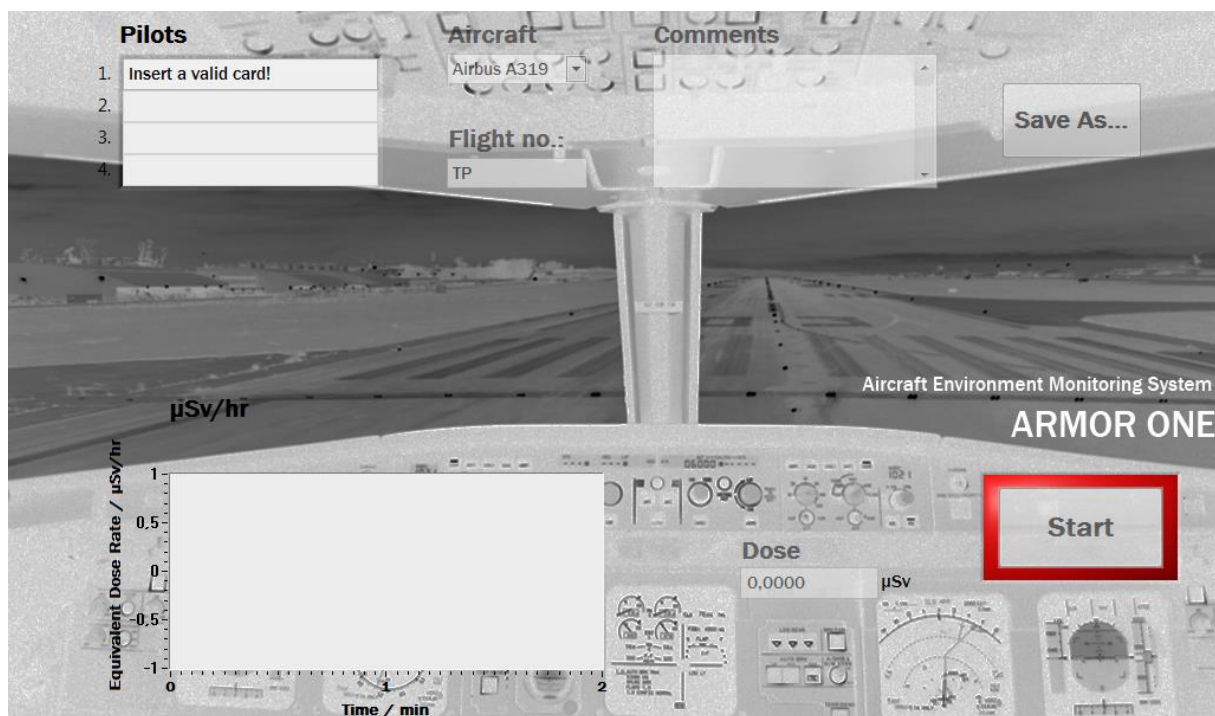 Pilots
Aircraft
Comments
1. Insert a valid card!
Airbus A319
2.
3.
4.
Flight no.:
TP
Save As...
Aircraft Environment Monitoring System
ARMOR ONE
µSv/hr
Equivalent Dose Rate / µSv/hr
1
0,5
0
-0,5
-1
0
1
2
Time / min
Dose
0,0000 µSv
Start